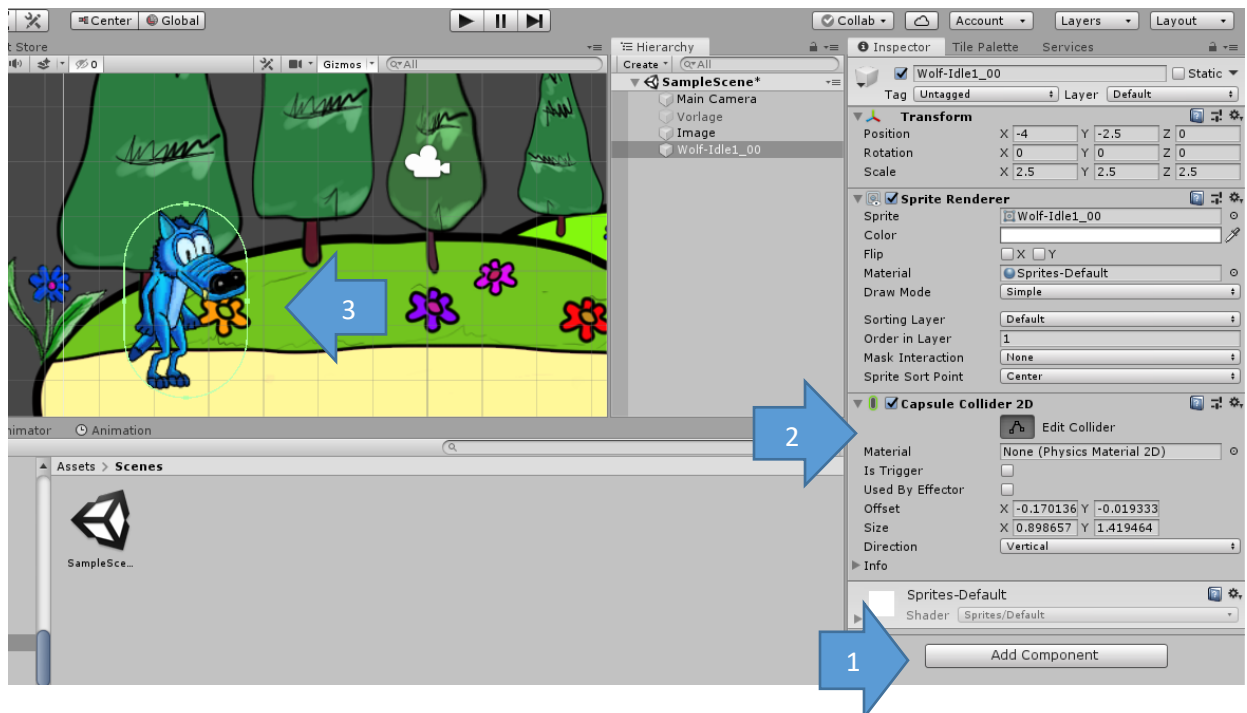 Center Global
Collab Account Layers Layout
t Store
Hierarchy
Inspector Tile Palette Services
0 Gizmos All
Create All
Wolf-Idle1_00 Static
SampleScene*
Tag Untagged Layer Default
Main Camera
Vorlage
Image
Wolf-Idle1_00
Transform
Position X -4 Y -2.5 Z 0
Rotation X 0 Y 0 Z 0
Scale X 2.5 Y 2.5 Z 2.5
Sprite Renderer
Sprite Wolf-Idle1_00
Color
Flip X Y
Material Sprites-Default
Draw Mode Simple
3
Sorting Layer Default
Order in Layer 1
Mask Interaction None
Sprite Sort Point Center
Capsule Collider 2D
2
Edit Collider
nimator Animation
Material None (Physics Material 2D)
Assets > Scenes
Is Trigger
Used By Effector
Offset X -0.170136 Y -0.019333
Size X 0.898657 Y 1.419464
Direction Vertical
SampleSce...
Info
Sprites-Default
Shader Sprites/Default
1
Add Component